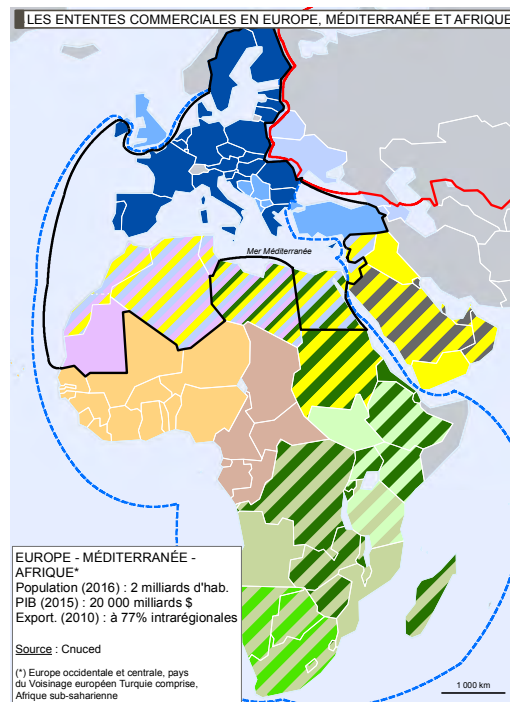 LES ENTENTES COMMERCIALES EN EUROPE, MÉDITERRANÉE ET AFRIQUE
Mer Méditerranée
EUROPE - MÉDITERRANÉE -
AFRIQUE*
Population (2016) : 2 milliards d'hab.
PIB (2015) : 20 000 milliards $
Export. (2010) : à 77% intrarégionales
Source : Cnuced
(*) Europe occidentale et centrale, pays
du Voisinage européen Turquie comprise,
Afrique sub-saharienne
1 000 km